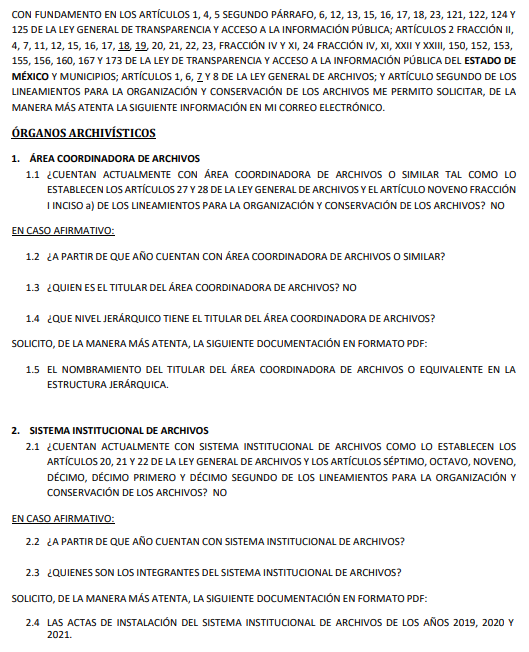 CON FUNDAMENTO EN LOS ARTÍCULOS 1, 4, 5 SEGUNDO PÁRRAFO, 6, 12, 13, 15, 16, 17, 18, 23, 121, 122, 124 Y
125 DE LA LEY GENERAL DE TRANSPARENCIA Y ACCESO A LA INFORMACIÓN PÚBLICA; ARTÍCULOS 2 FRACCIÓN II,
4, 7, 11, 12, 15, 16, 17, 18, 19, 20, 21, 22, 23, FRACCIÓN IV Y XI, 24 FRACCIÓN IV, XI, XXII Y XXIII, 150, 152, 153,
155, 156, 160, 167 Y 173 DE LA LEY DE TRANSPARENCIA Y ACCESO A LA INFORMACIÓN PÚBLICA DEL ESTADO DE
MÉXICO Y MUNICIPIOS; ARTÍCULOS 1, 6, 7 Y 8 DE LA LEY GENERAL DE ARCHIVOS; Y ARTÍCULO SEGUNDO DE LOS
LINEAMIENTOS PARA LA ORGANIZACIÓN Y CONSERVACIÓN DE LOS ARCHIVOS ME PERMITO SOLICITAR, DE LA
MANERA MÁS ATENTA LA SIGUIENTE INFORMACIÓN EN MI CORREO ELECTRÓNICO.
ÓRGANOS ARCHIVÍSTICOS
1. ÁREA COORDINADORA DE ARCHIVOS
1.1 ¿CUENTAN ACTUALMENTE CON ÁREA COORDINADORA DE ARCHIVOS O SIMILAR TAL COMO LO
ESTABLECEN LOS ARTÍCULOS 27 Y 28 DE LA LEY GENERAL DE ARCHIVOS Y EL ARTÍCULO NOVENO FRACCIÓN
I INCISO a) DE LOS LINEAMIENTOS PARA LA ORGANIZACIÓN Y CONSERVACIÓN DE LOS ARCHIVOS? NO
EN CASO AFIRMATIVO:
1.2 ¿A PARTIR DE QUE AÑO CUENTAN CON ÁREA COORDINADORA DE ARCHIVOS O SIMILAR?
1.3 ¿QUIEN ES EL TITULAR DEL ÁREA COORDINADORA DE ARCHIVOS? NO
1.4 ¿QUE NIVEL JERÁRQUICO TIENE EL TITULAR DEL ÁREA COORDINADORA DE ARCHIVOS?
SOLICITO, DE LA MANERA MÁS ATENTA, LA SIGUIENTE DOCUMENTACIÓN EN FORMATO PDF:
1.5 EL NOMBRAMIENTO DEL TITULAR DEL ÁREA COORDINADORA DE ARCHIVOS O EQUIVALENTE EN LA
ESTRUCTURA JERÁRQUICA.
2. SISTEMA INSTITUCIONAL DE ARCHIVOS
2.1 ¿CUENTAN ACTUALMENTE CON SISTEMA INSTITUCIONAL DE ARCHIVOS COMO LO ESTABLECEN LOS
ARTÍCULOS 20, 21 Y 22 DE LA LEY GENERAL DE ARCHIVOS Y LOS ARTÍCULOS SÉPTIMO, OCTAVO, NOVENO,
DÉCIMO, DÉCIMO PRIMERO Y DÉCIMO SEGUNDO DE LOS LINEAMIENTOS PARA LA ORGANIZACIÓN Y
CONSERVACIÓN DE LOS ARCHIVOS? NO
EN CASO AFIRMATIVO:
2.2 ¿A PARTIR DE QUE AÑO CUENTAN CON SISTEMA INSTITUCIONAL DE ARCHIVOS?
2.3 ¿QUIENES SON LOS INTEGRANTES DEL SISTEMA INSTITUCIONAL DE ARCHIVOS?
SOLICITO, DE LA MANERA MÁS ATENTA, LA SIGUIENTE DOCUMENTACIÓN EN FORMATO PDF:
2.4 LAS ACTAS DE INSTALACIÓN DEL SISTEMA INSTITUCIONAL DE ARCHIVOS DE LOS AÑOS 2019, 2020 Y
2021.